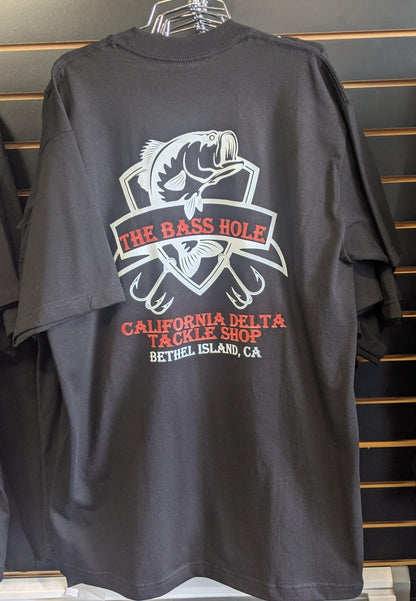 THE BASS HOLE
CALIFORNIA DELTA
TACKLE SHOP
BETHEL ISLAND, CA